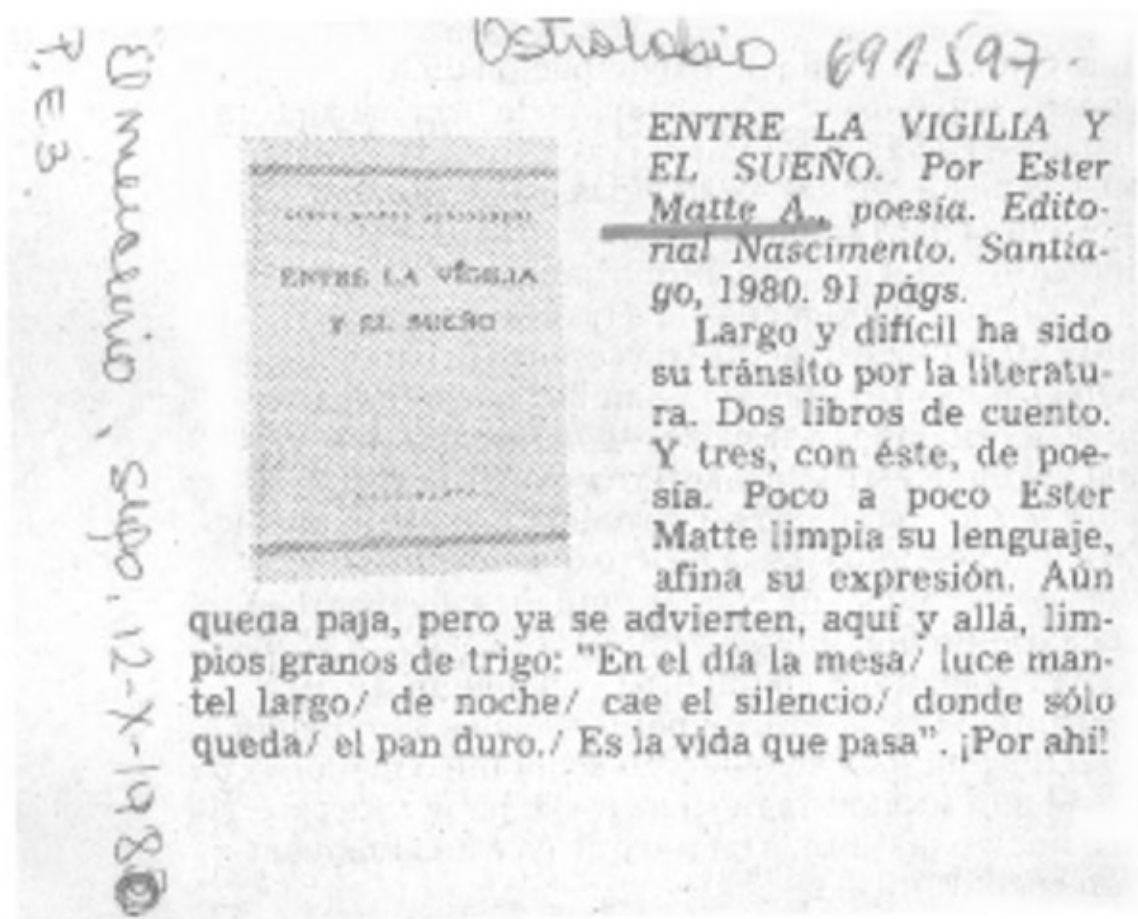 Astrolabio 691597.
El Mercurio, Stgo, 12-X-1980
P. E3.
ENTRE LA VIGILIA
Y EL SUEÑO
ENTRE LA VIGILIA Y
EL SUEÑO. Por Ester
Matte A., poesía. Edito-
rial Nascimento. Santia-
go, 1980. 91 págs.
Largo y difícil ha sido
su tránsito por la literatu-
ra. Dos libros de cuento.
Y tres, con éste, de poe-
sía. Poco a poco Ester
Matte limpia su lenguaje,
afina su expresión. Aún
queda paja, pero ya se advierten, aquí y allá, lim-
pios granos de trigo: "En el día la mesa/ luce man-
tel largo/ de noche/ cae el silencio/ donde sólo
queda/ el pan duro./ Es la vida que pasa". ¡Por ahí!